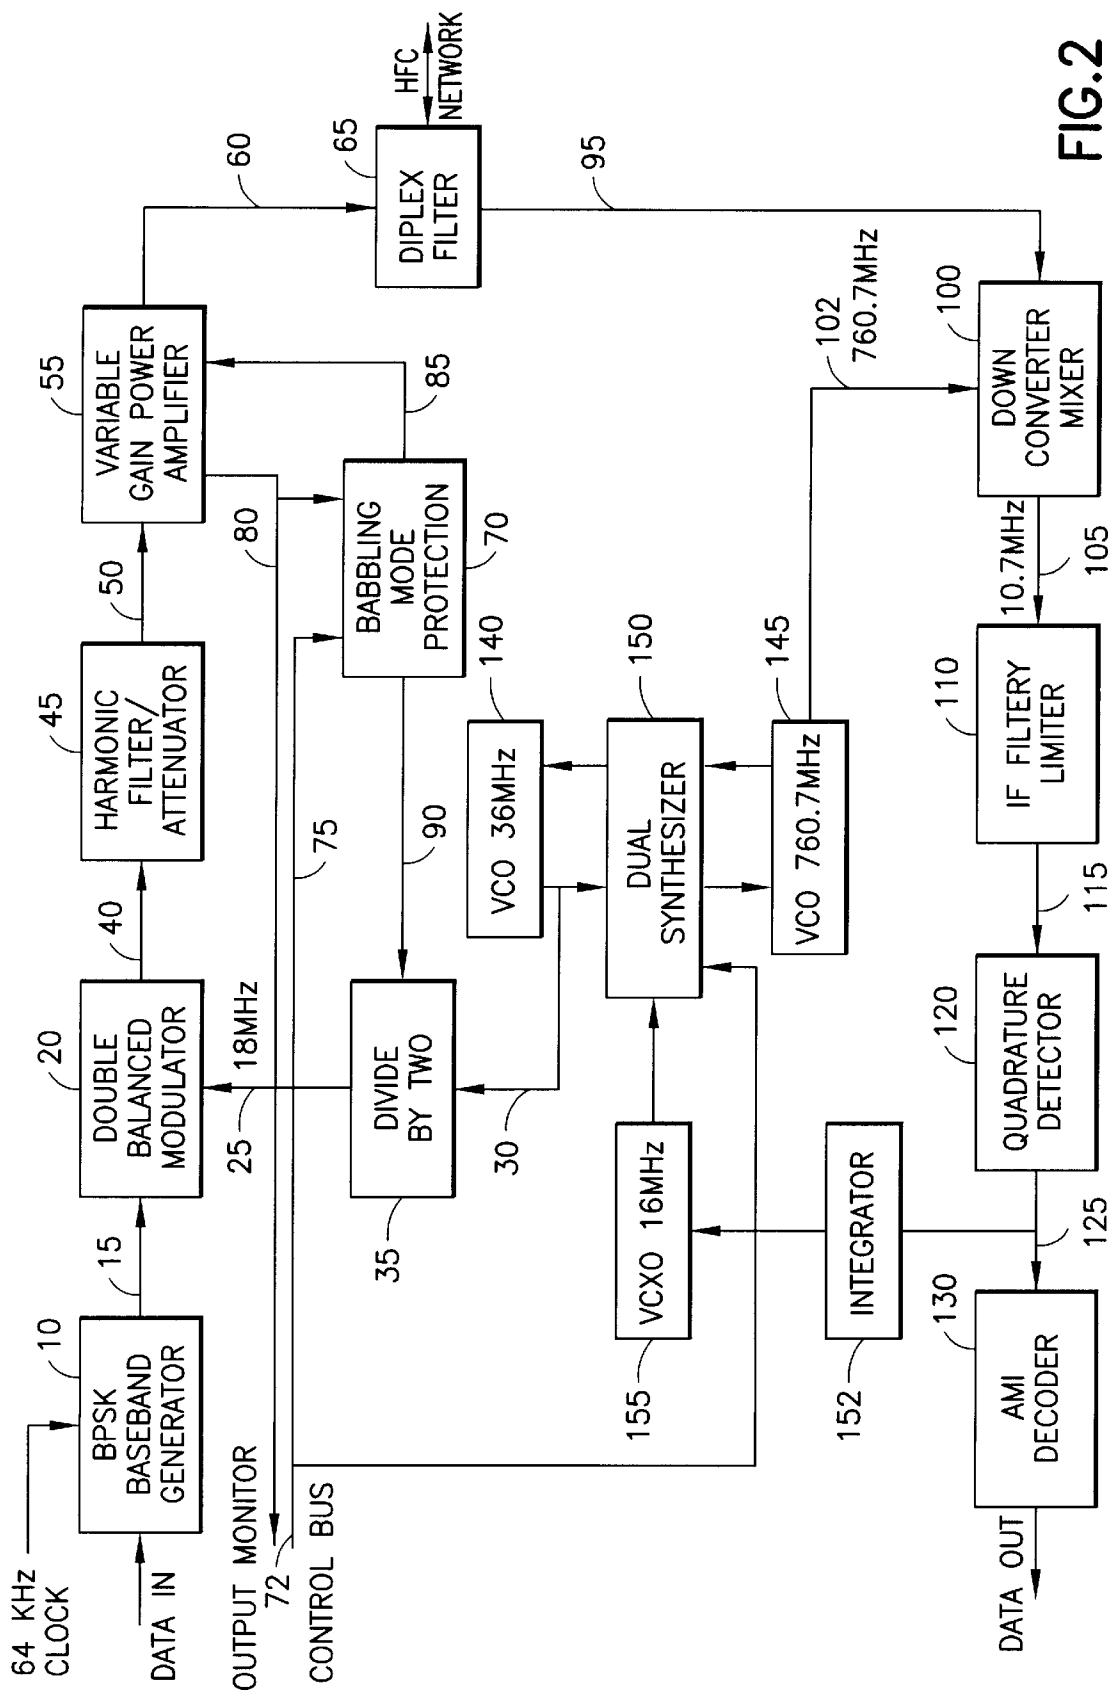 64 KHz
CLOCK
DATA IN
10
BPSK
BASEBAND
GENERATOR
15
20
DOUBLE
BALANCED
MODULATOR
40
45
HARMONIC
FILTER/
ATTENUATOR
50
55
VARIABLE
GAIN POWER
AMPLIFIER
60
65
DIPLEX
FILTER
HFC
NETWORK
OUTPUT MONITOR
72
CONTROL BUS
25
18MHz
75
80
85
BABBLING
MODE
PROTECTION
70
90
35
DIVIDE
BY TWO
30
140
VCO 36MHz
150
DUAL
SYNTHESIZER
145
VCO 760.7MHz
155
VCXO 16MHz
152
INTEGRATOR
95
102
760.7MHz
100
DOWN
CONVERTER
MIXER
10.7MHz
105
110
IF FILTERY
LIMITER
115
120
QUADRATURE
DETECTOR
125
130
AMI
DECODER
DATA OUT
FIG.2